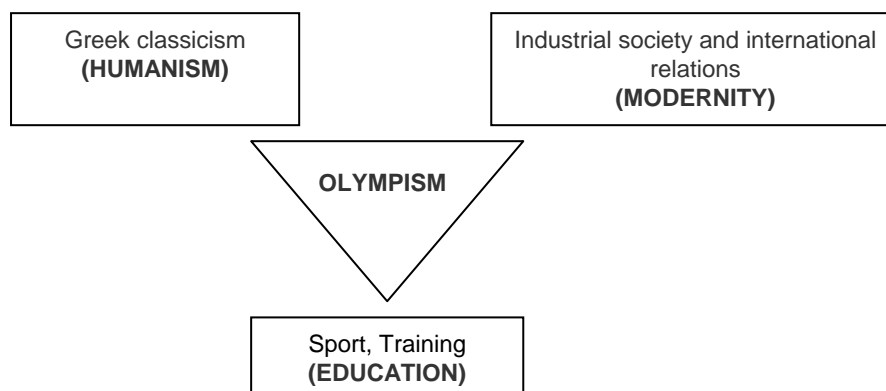 Greek classicism
(HUMANISM)
Industrial society and international
relations
(MODERNITY)
OLYMPISM
Sport, Training
(EDUCATION)